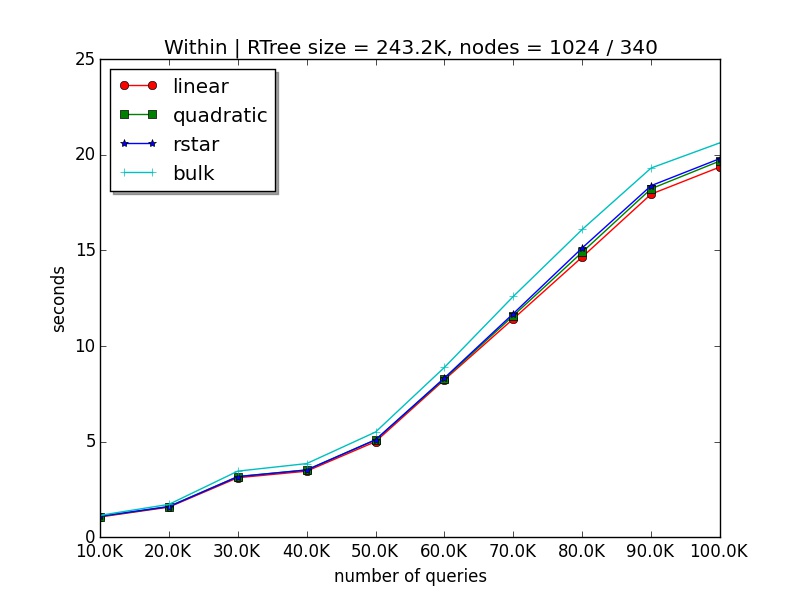 Within | RTree size = 243.2K, nodes = 1024 / 340
linear
quadratic
rstar
bulk
25
20
15
10
5
0
seconds
10.0K 20.0K 30.0K 40.0K 50.0K 60.0K 70.0K 80.0K 90.0K 100.0K
number of queries